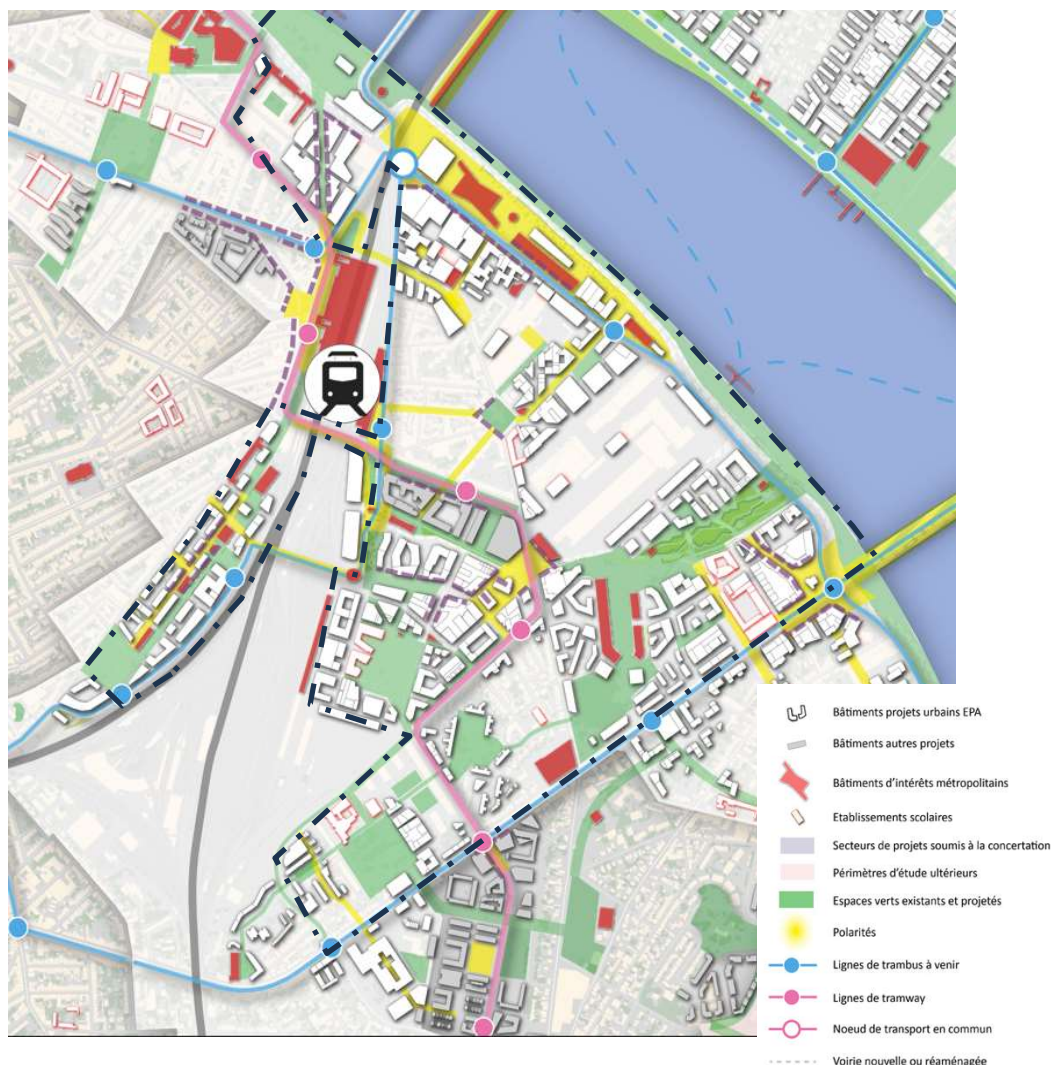 Bâtiments projets urbains EPA
Bâtiments autres projets
Bâtiments d'intérêts métropolitains
Etablissements scolaires
Secteurs de projets soumis à la concertation
Périmètres d'étude ultérieurs
Espaces verts existants et projetés
Polarités
Lignes de trambus à venir
Lignes de tramway
Noeud de transport en commun
Voirie nouvelle ou réaménagée